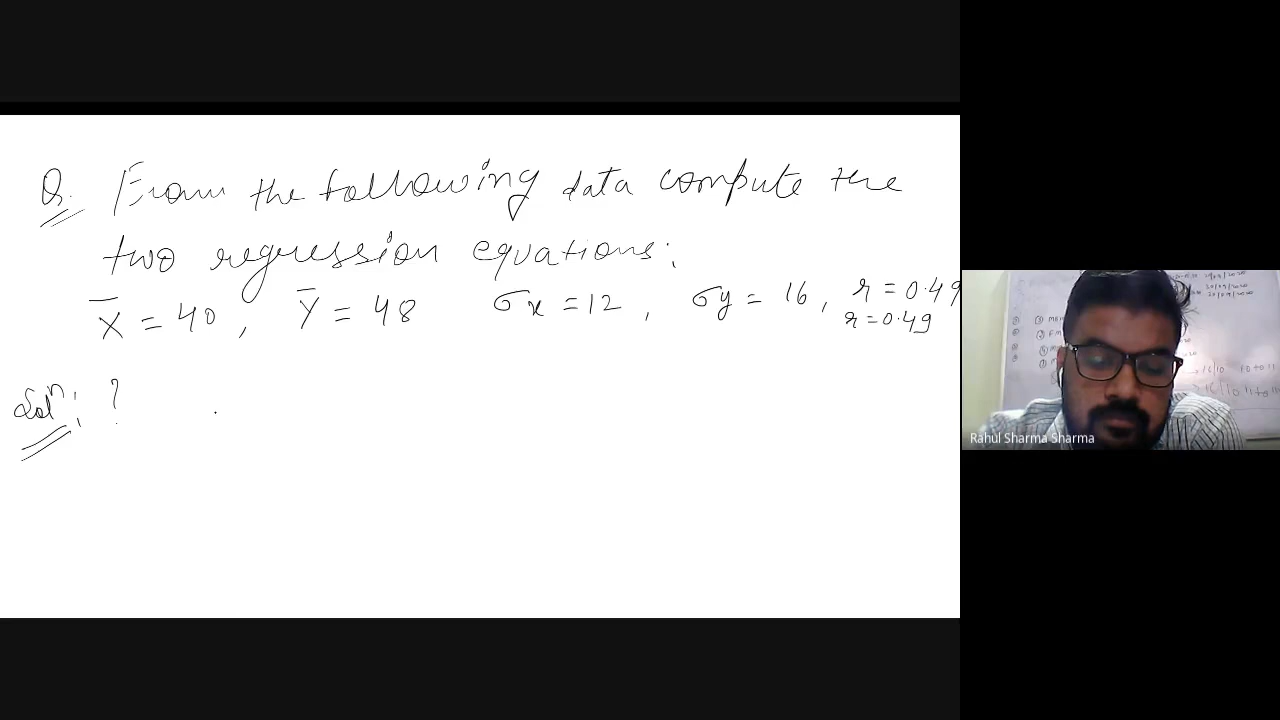 Q. From the following data compute the
two regression equations:
X̄ = 40, Ȳ = 48 σx = 12, σy = 16, r = 0.49
r = 0.49
Solⁿ: ?
Rahul Sharma Sharma